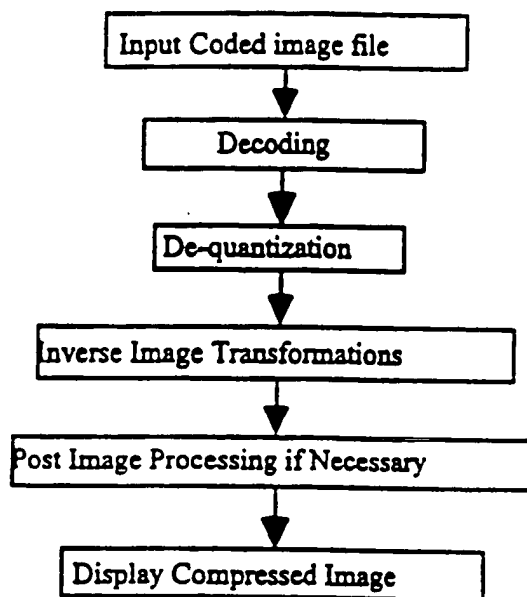 Input Coded image file
Decoding
De-quantization
Inverse Image Transformations
Post Image Processing if Necessary
Display Compressed Image